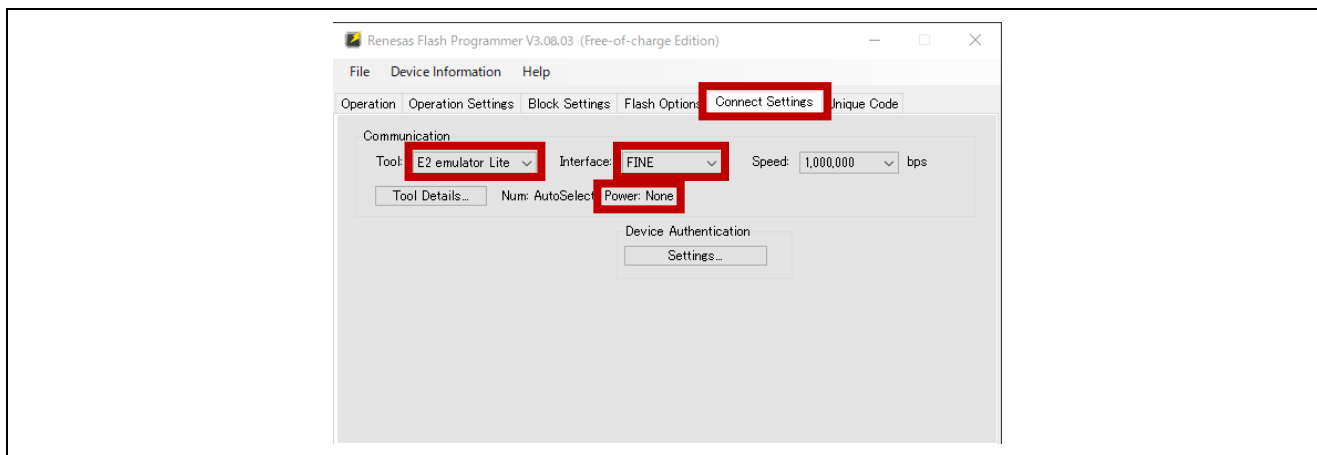 Renesas Flash Programmer V3.08.03 (Free-of-charge Edition)
File Device Information Help
Operation Operation Settings Block Settings Flash Options Connect Settings Unique Code
Communication
Tool: E2 emulator Lite Interface: FINE Speed: 1,000,000 bps
Tool Details... Num: AutoSelect Power: None
Device Authentication
Settings...